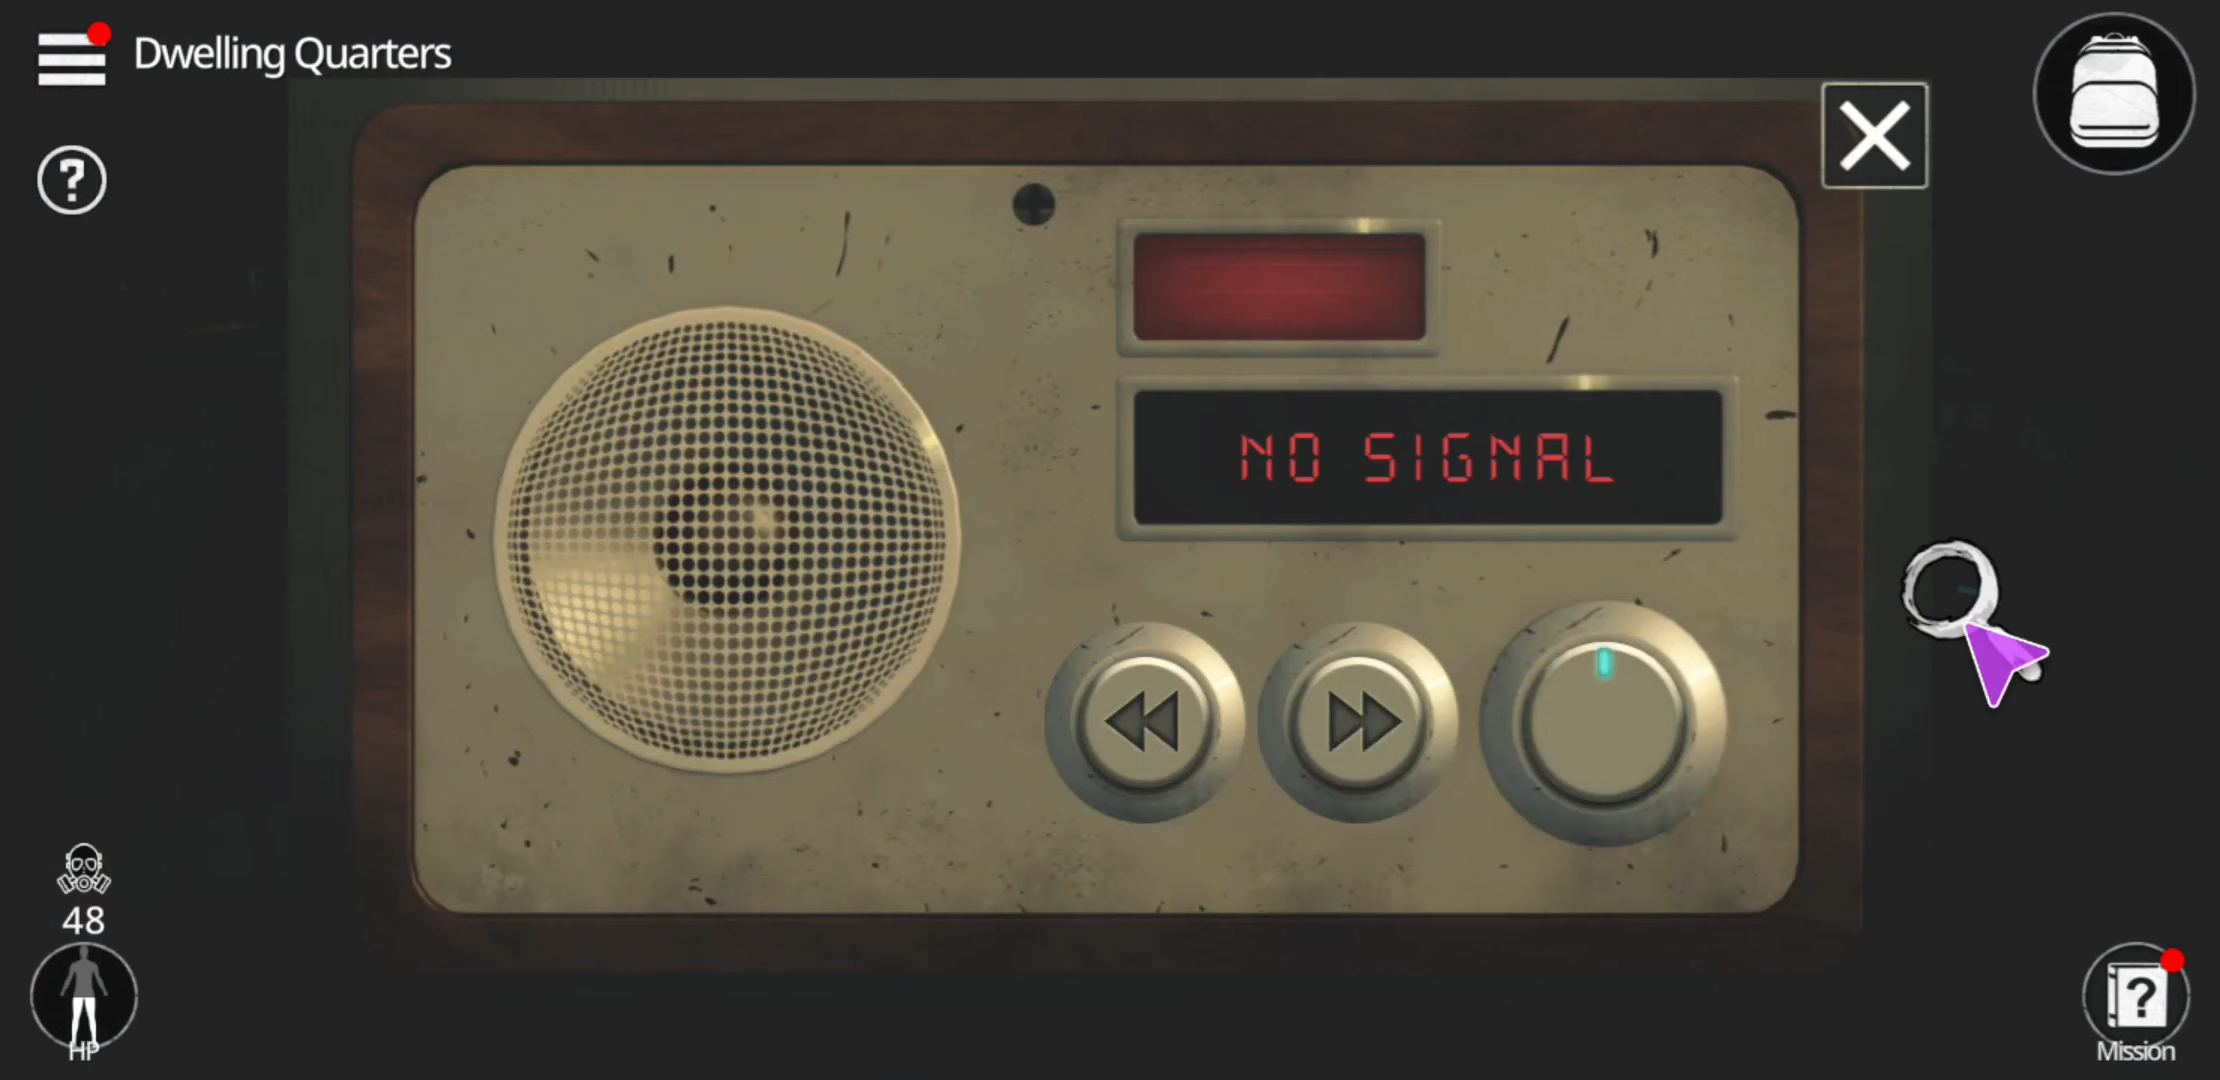 Dwelling Quarters
?
NO SIGNAL
48
HP
?
Mission